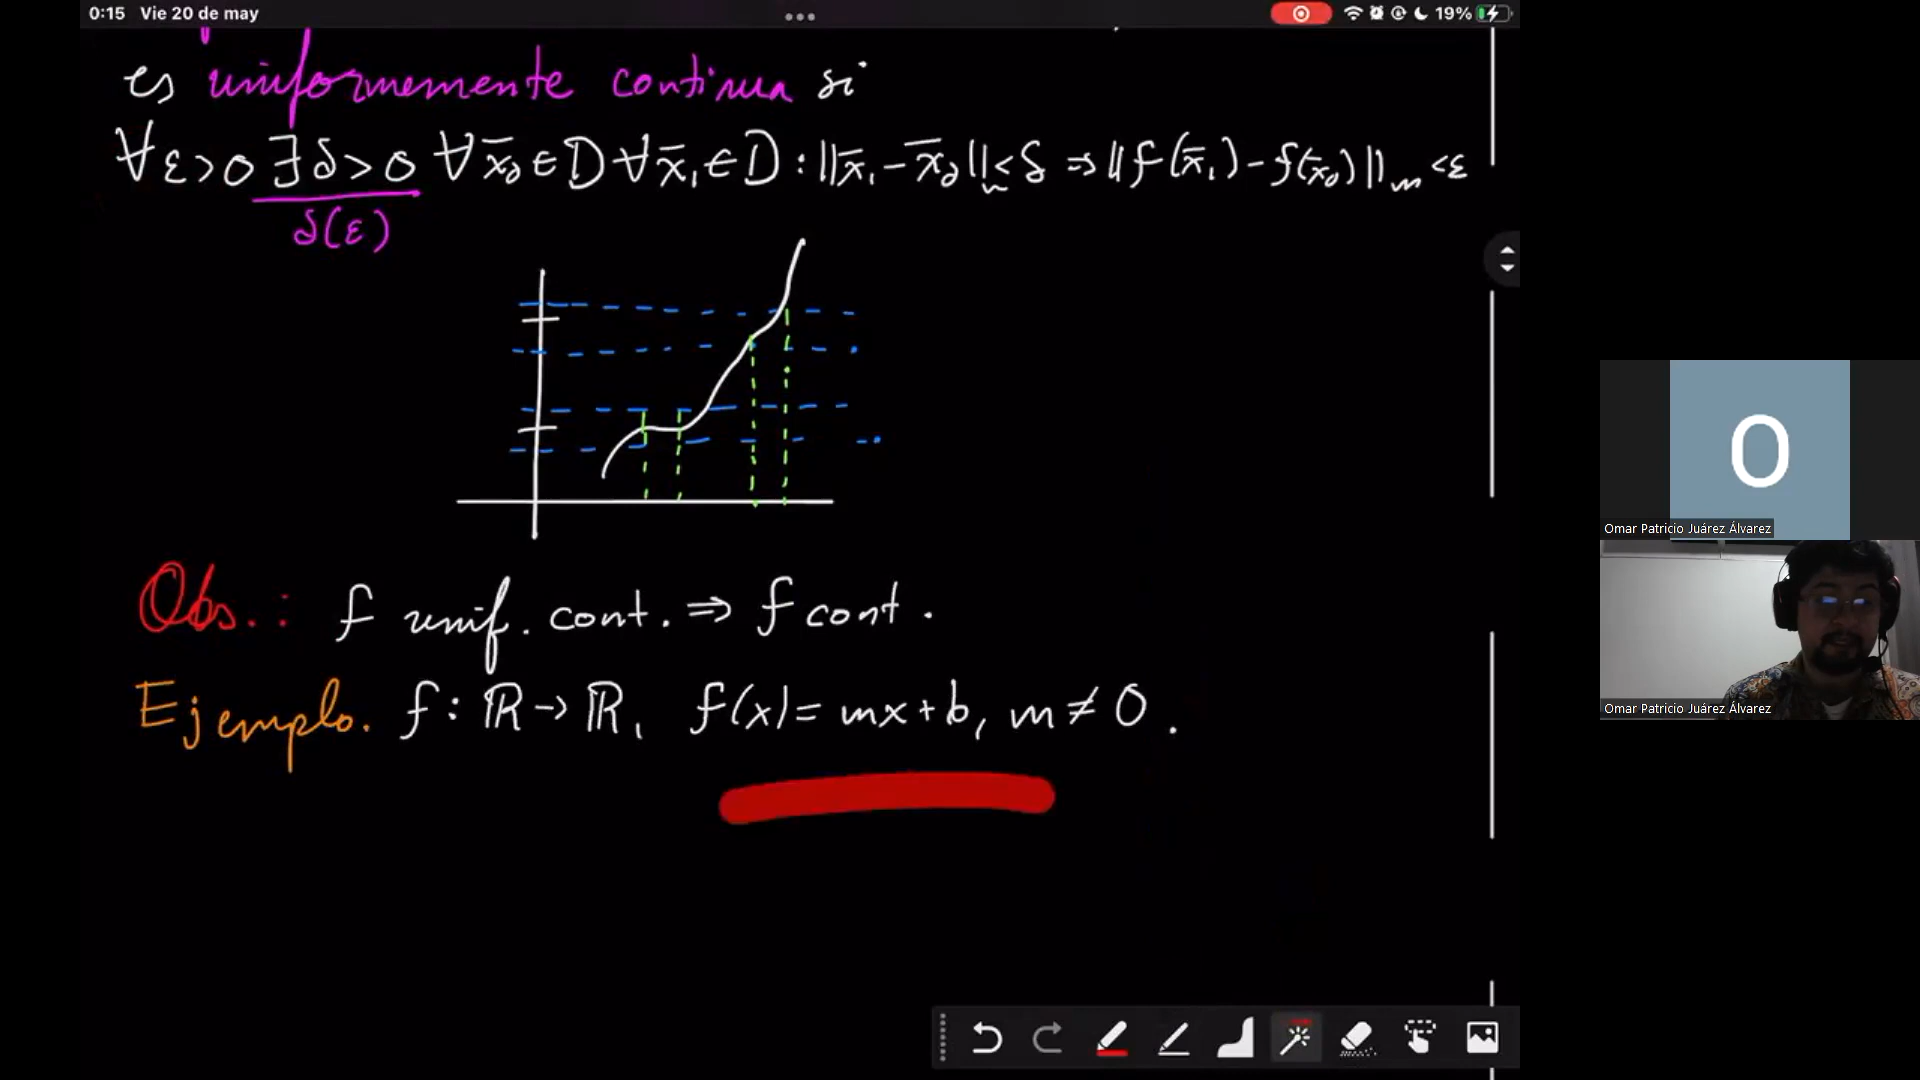 0:15 Vie 20 de may
19%
es uniformemente continua si
∀ε>0 ∃δ>0 ∀x̄₀∈D ∀x̄₁∈D : ||x̄₁-x̄₀||ₙ<δ ⇒ ||f(x̄₁)-f(x̄₀)||ₘ<ε
δ(ε)
Obs.: f unif. cont. ⇒ f cont.
Ejemplo. f: ℝ→ℝ, f(x)= mx+b, m≠0.
O
Omar Patricio Juárez Álvarez
Omar Patricio Juárez Álvarez